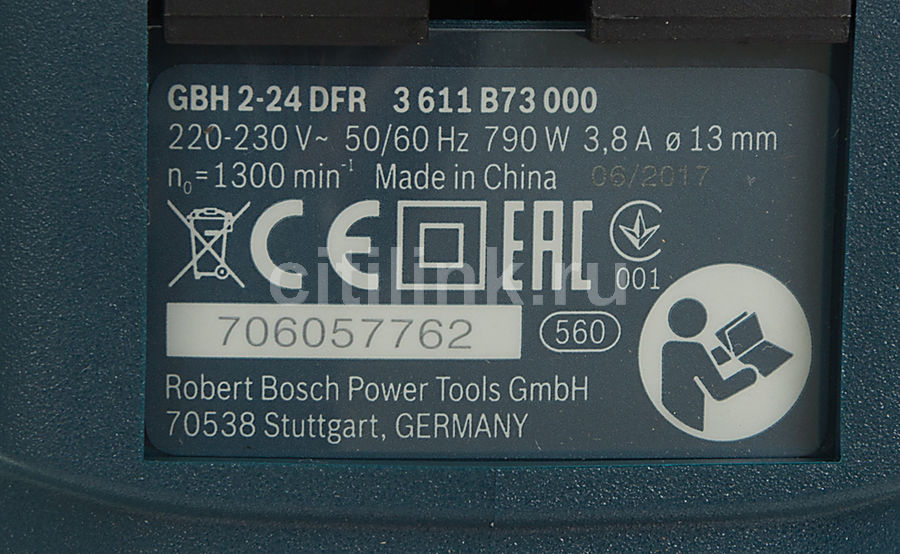 GBH 2-24 DFR 3 611 B73 000
220-230 V~ 50/60 Hz 790 W 3,8 A ø 13 mm
n₀ = 1300 min⁻¹ Made in China 06/2017
CE EAC
001
citilink.ru
706057762 560
Robert Bosch Power Tools GmbH
70538 Stuttgart, GERMANY